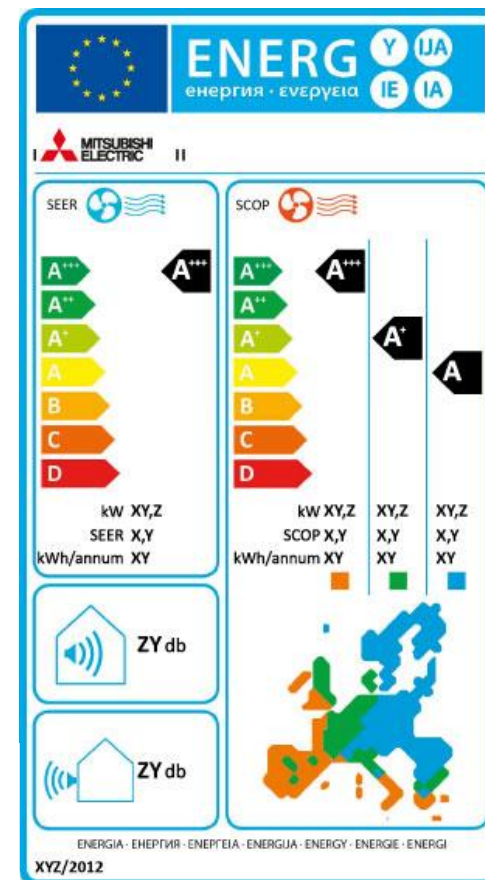 ENERG Y IJA
енергия · ενεργεια IE IA
I MITSUBISHI ELECTRIC II
SEER
A+++ A+++
A++
A+
A
B
C
D
kW XY,Z
SEER X,Y
kWh/annum XY
SCOP
A+++ A+++
A++
A+ A+
A A
B
C
D
kW XY,Z XY,Z XY,Z
SCOP X,Y X,Y X,Y
kWh/annum XY XY XY
ZY db
ZY db
ENERGIA · ЕНЕРГИЯ · ΕΝΕΡΓΕΙΑ · ENERGIJA · ENERGY · ENERGIE · ENERGI
XYZ/2012